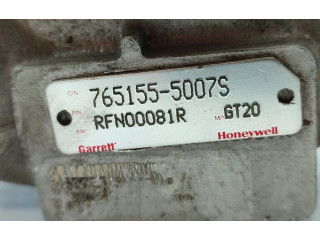 C/N 765155-5007S
RFN00081R M/ GT20
Garrett Honeywell